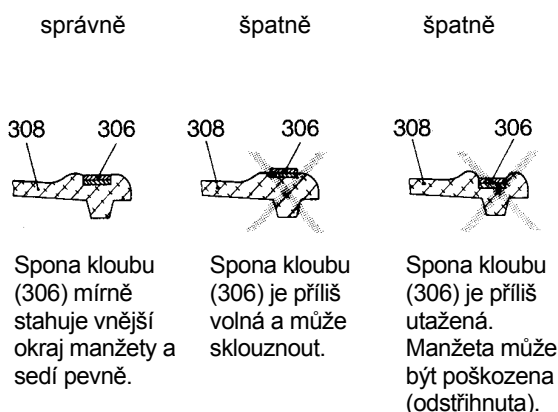 správně
špatně
špatně
308 306
308 306
308 306
Spona kloubu
(306) mírně
stahuje vnější
okraj manžety a
sedí pevně.
Spona kloubu
(306) je příliš
volná a může
sklouznout.
Spona kloubu
(306) je příliš
utažená.
Manžeta může
být poškozena
(odstřihnuta).